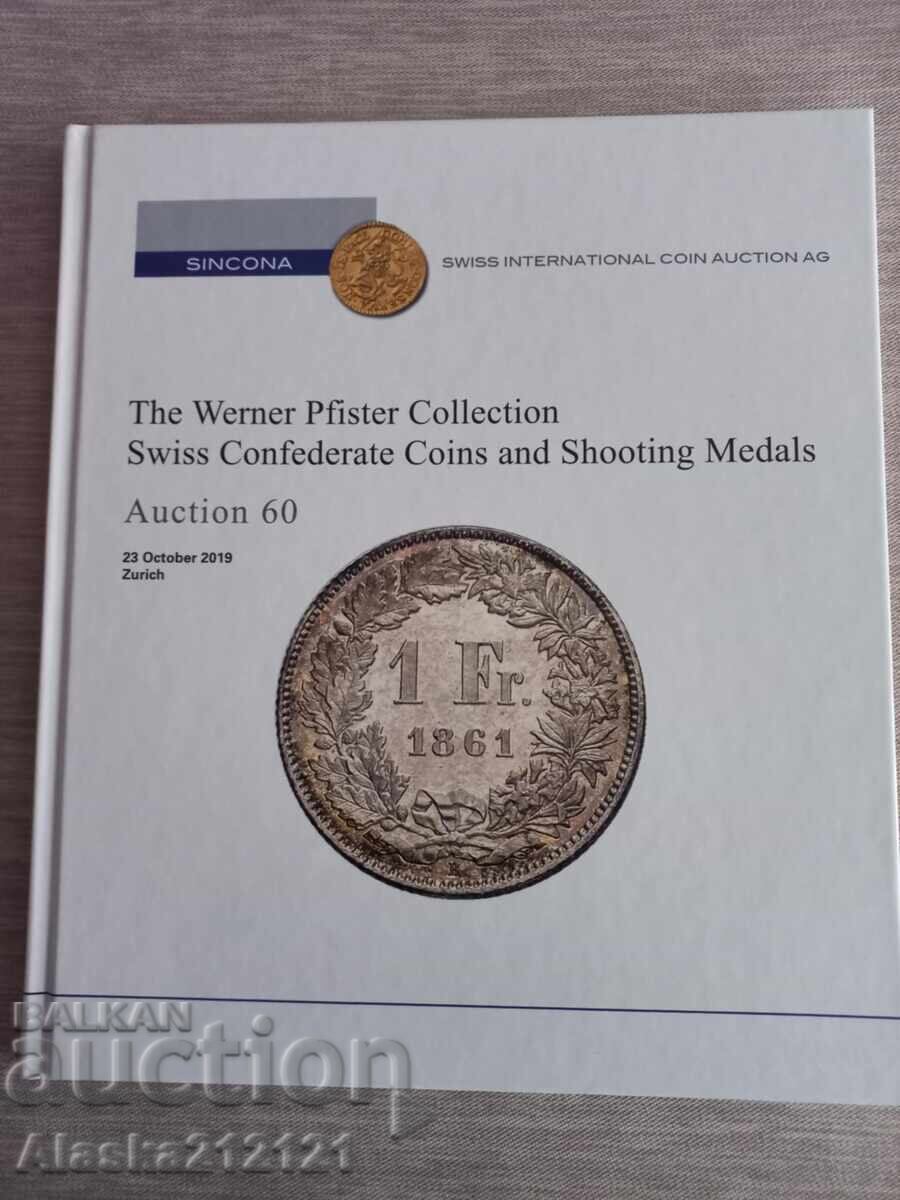 SINCONA
SWISS INTERNATIONAL COIN AUCTION AG
The Werner Pfister Collection
Swiss Confederate Coins and Shooting Medals
Auction 60
23 October 2019
Zurich
1 Fr.
1861
B
BALKAN
auction
Alaska212121